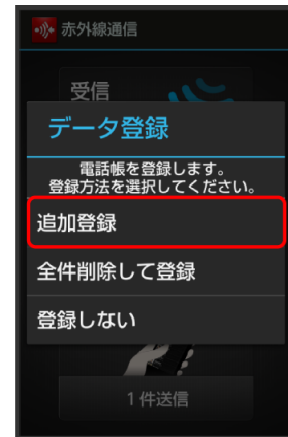 赤外線通信
受信
データ登録
電話帳を登録します。
登録方法を選択してください。
追加登録
全件削除して登録
登録しない
1件送信